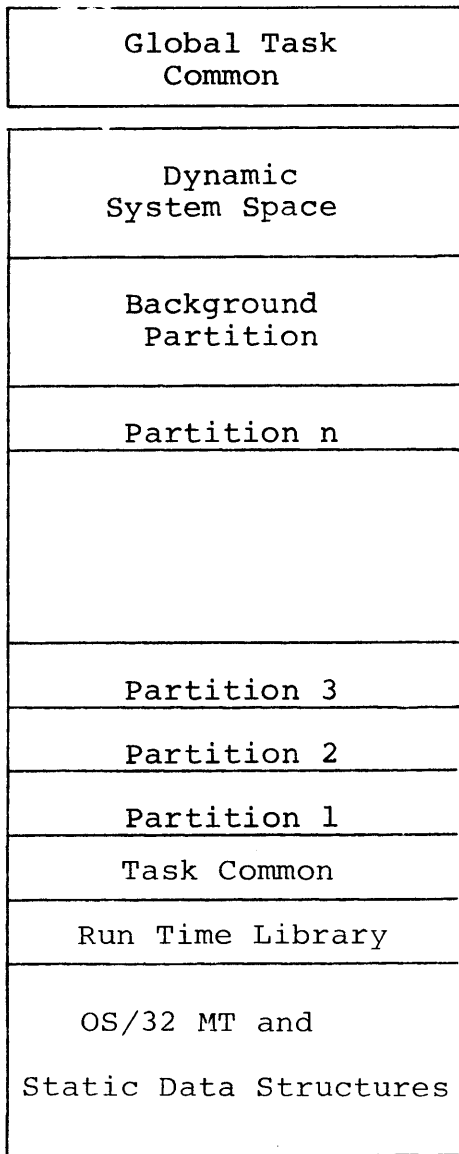 Global Task
Common
Dynamic
System Space
Background
Partition
Partition n
Partition 3
Partition 2
Partition 1
Task Common
Run Time Library
OS/32 MT and
Static Data Structures